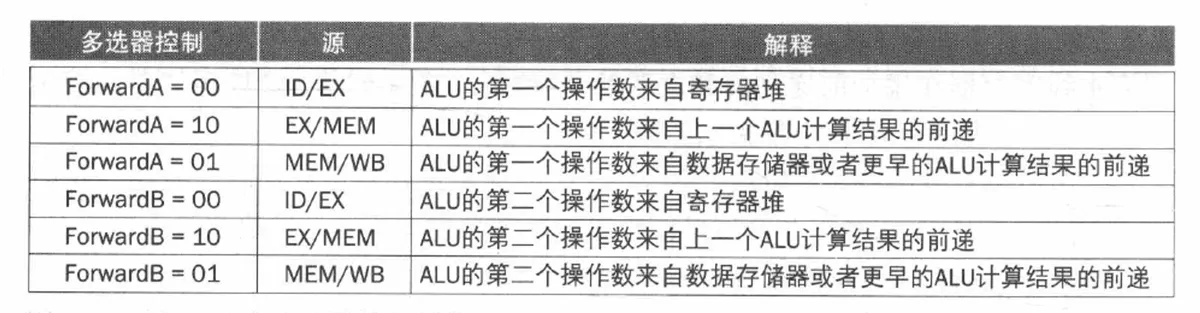 多选器控制 源 解释
ForwardA = 00 ID/EX ALU的第一个操作数来自寄存器堆
ForwardA = 10 EX/MEM ALU的第一个操作数来自上一个ALU计算结果的前递
ForwardA = 01 MEM/WB ALU的第一个操作数来自数据存储器或者更早的ALU计算结果的前递
ForwardB = 00 ID/EX ALU的第二个操作数来自寄存器堆
ForwardB = 10 EX/MEM ALU的第二个操作数来自上一个ALU计算结果的前递
ForwardB = 01 MEM/WB ALU的第二个操作数来自数据存储器或者更早的ALU计算结果的前递